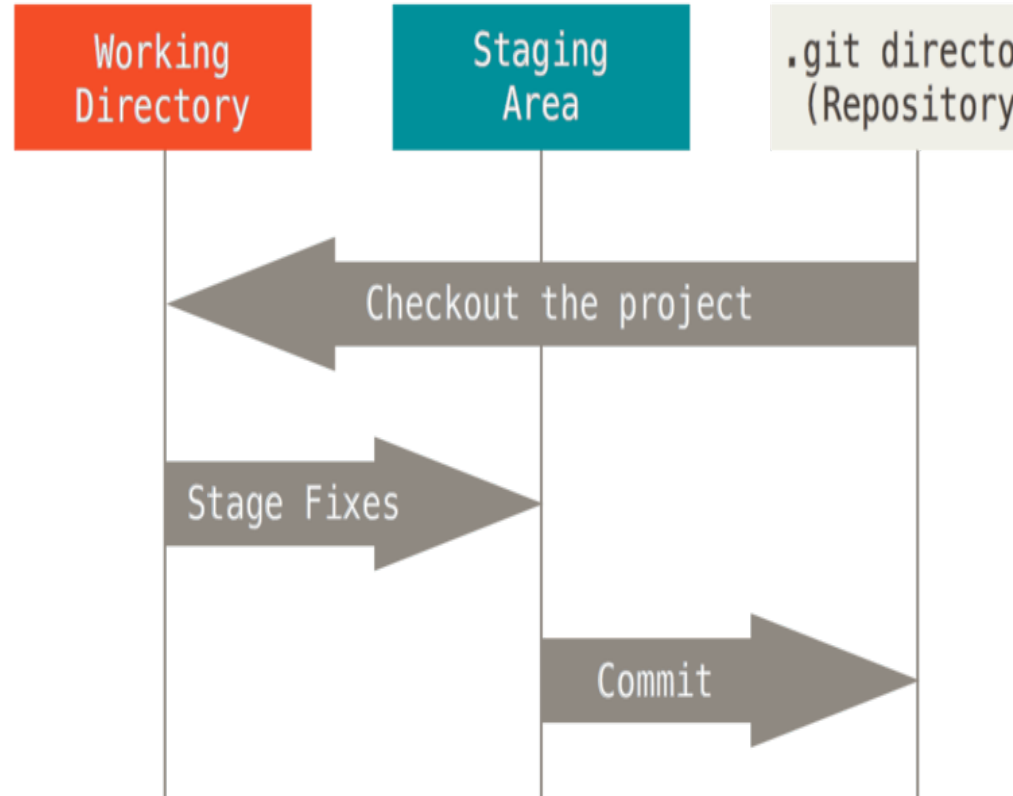 Working
Directory
Staging
Area
.git directo
(Repository
Checkout the project
Stage Fixes
Commit